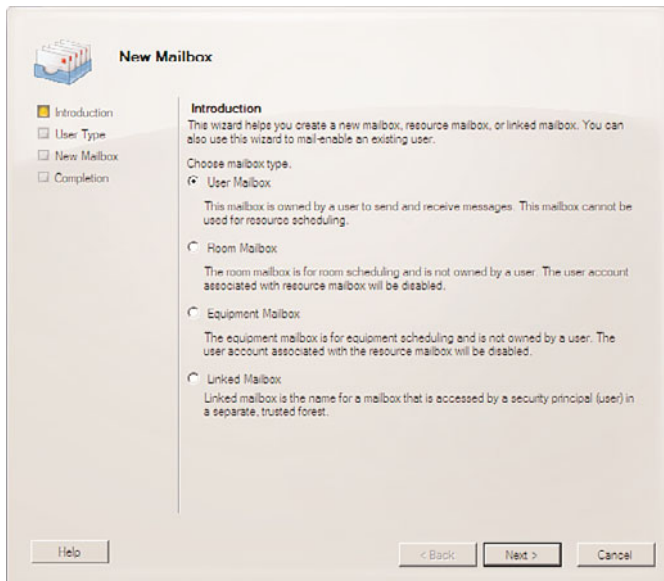 New Mailbox
Introduction
User Type
New Mailbox
Completion
Introduction
This wizard helps you create a new mailbox, resource mailbox, or linked mailbox. You can
also use this wizard to mail-enable an existing user.
Choose mailbox type.
User Mailbox
This mailbox is owned by a user to send and receive messages. This mailbox cannot be
used for resource scheduling.
Room Mailbox
The room mailbox is for room scheduling and is not owned by a user. The user account
associated with resource mailbox will be disabled.
Equipment Mailbox
The equipment mailbox is for equipment scheduling and is not owned by a user. The
user account associated with the resource mailbox will be disabled.
Linked Mailbox
Linked mailbox is the name for a mailbox that is accessed by a security principal (user) in
a separate, trusted forest.
Help
< Back
Next >
Cancel